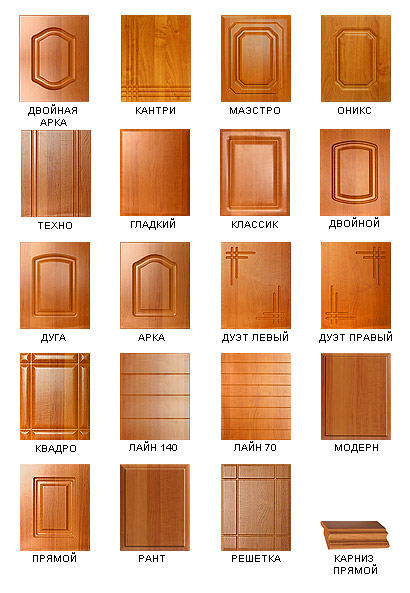 ДВОЙНАЯ
АРКА
КАНТРИ
МАЭСТРО
ОНИКС
ТЕХНО
ГЛАДКИЙ
КЛАССИК
ДВОЙНОЙ
ДУГА
АРКА
ДУЭТ ЛЕВЫЙ
ДУЭТ ПРАВЫЙ
КВАДРО
ЛАЙН 140
ЛАЙН 70
МОДЕРН
ПРЯМОЙ
РАНТ
РЕШЕТКА
КАРНИЗ
ПРЯМОЙ